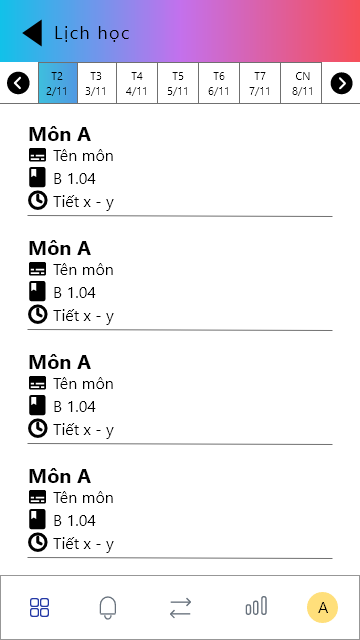 Lịch học
T2 T3 T4 T5 T6 T7 CN
2/11 3/11 4/11 5/11 6/11 7/11 8/11
Môn A
Tên môn
B 1.04
Tiết x - y
Môn A
Tên môn
B 1.04
Tiết x - y
Môn A
Tên môn
B 1.04
Tiết x - y
Môn A
Tên môn
B 1.04
Tiết x - y
A